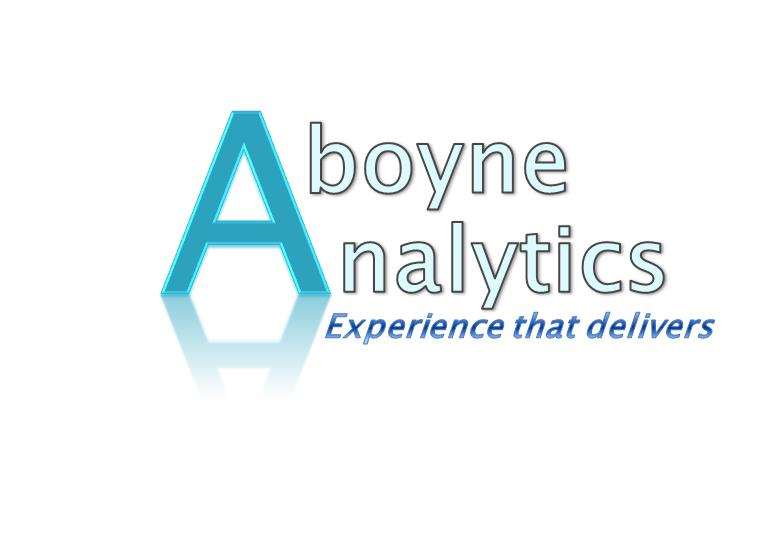 Aboyne
Analytics
Experience that delivers